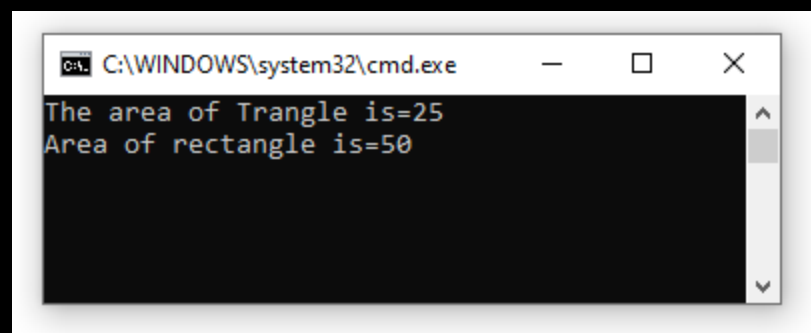 C:\WINDOWS\system32\cmd.exe
The area of Trangle is=25
Area of rectangle is=50